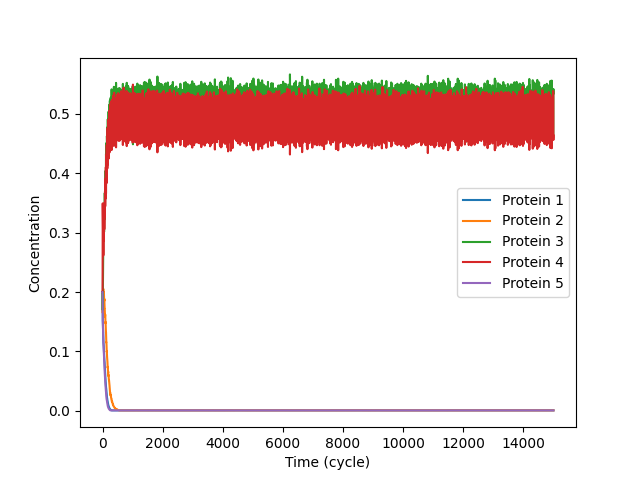 0.5
0.4
0.3
0.2
0.1
0.0
Concentration
Protein 1
Protein 2
Protein 3
Protein 4
Protein 5
0 2000 4000 6000 8000 10000 12000 14000
Time (cycle)